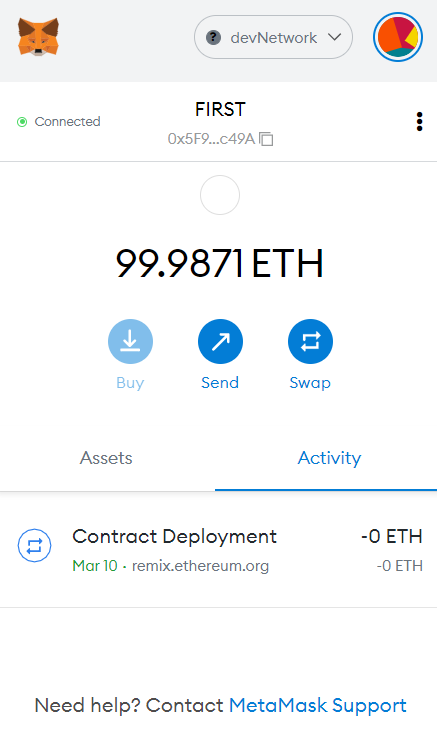 ? devNetwork
Connected
FIRST
0x5F9...c49A
99.9871 ETH
Buy Send Swap
Assets Activity
Contract Deployment -0 ETH
Mar 10 · remix.ethereum.org -0 ETH
Need help? Contact MetaMask Support